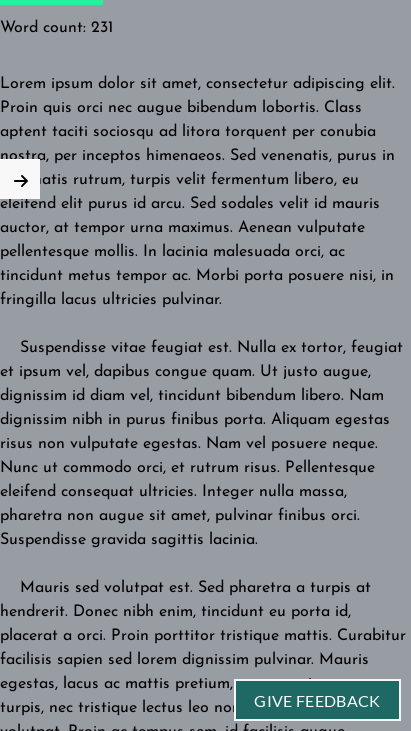 Word count: 231
Lorem ipsum dolor sit amet, consectetur adipiscing elit.
Proin quis orci nec augue bibendum lobortis. Class
aptent taciti sociosqu ad litora torquent per conubia
nostra, per inceptos himenaeos. Sed venenatis, purus in
rutrum, turpis velit fermentum libero, eu
eleifend elit purus id arcu. Sed sodales velit id mauris
auctor, at tempor urna maximus. Aenean vulputate
pellentesque mollis. In lacinia malesuada orci, ac
tincidunt metus tempor ac. Morbi porta posuere nisi, in
fringilla lacus ultricies pulvinar.
Suspendisse vitae feugiat est. Nulla ex tortor, feugiat
et ipsum vel, dapibus congue quam. Ut justo augue,
dignissim id diam vel, tincidunt bibendum libero. Nam
dignissim nibh in purus finibus porta. Aliquam egestas
risus non vulputate egestas. Nam vel posuere neque.
Nunc ut commodo orci, et rutrum risus. Pellentesque
eleifend consequat ultricies. Integer nulla massa,
pharetra non augue sit amet, pulvinar finibus orci.
Suspendisse gravida sagittis lacinia.
Mauris sed volutpat est. Sed pharetra a turpis at
hendrerit. Donec nibh enim, tincidunt eu porta id,
placerat a orci. Proin porttitor tristique mattis. Curabitur
facilisis sapien sed lorem dignissim pulvinar. Mauris
egestas, lacus ac mattis pretium,
turpis, nec tristique lectus leo
GIVE FEEDBACK
volutpat. Proin ac tempus sem, id facilisis augue.